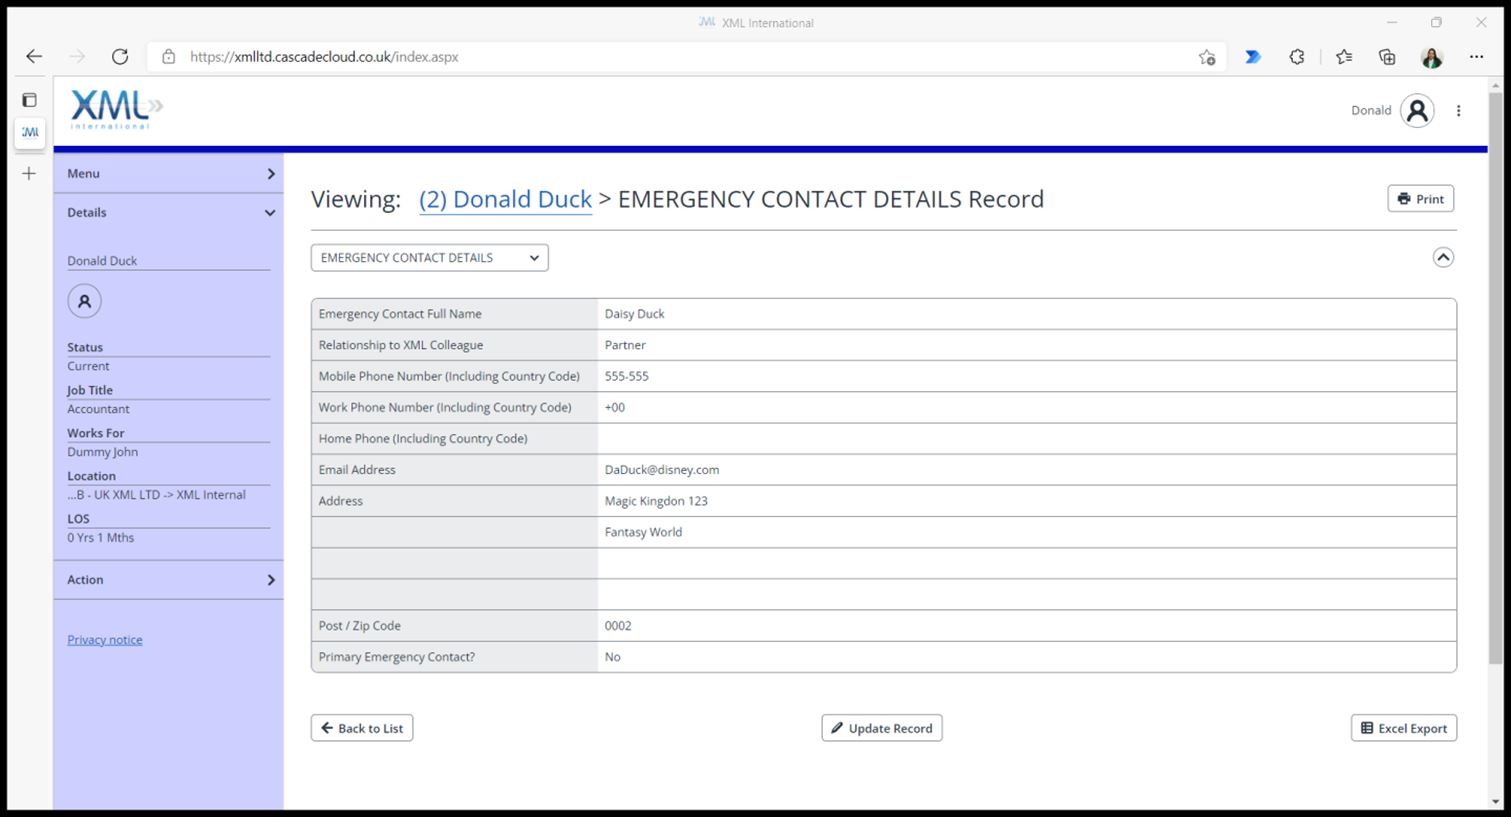 XML International
https://xmlltd.cascadecloud.co.uk/index.aspx
XML
international
Donald
Menu
Details
Donald Duck
Status
Current
Job Title
Accountant
Works For
Dummy John
Location
...B - UK XML LTD -> XML Internal
LOS
0 Yrs 1 Mths
Action
Privacy notice
Viewing: (2) Donald Duck > EMERGENCY CONTACT DETAILS Record
Print
EMERGENCY CONTACT DETAILS
Emergency Contact Full Name Daisy Duck
Relationship to XML Colleague Partner
Mobile Phone Number (Including Country Code) 555-555
Work Phone Number (Including Country Code) +00
Home Phone (Including Country Code)
Email Address DaDuck@disney.com
Address Magic Kingdon 123
Fantasy World
Post / Zip Code 0002
Primary Emergency Contact? No
Back to List
Update Record
Excel Export